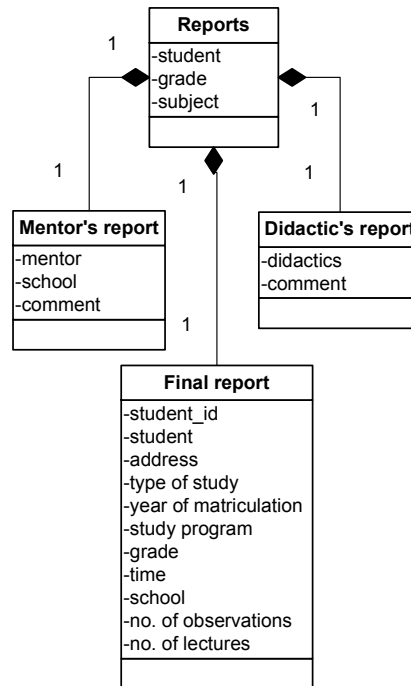 Reports
-student
-grade
-subject
1
1
1
1
1
1
Mentor's report
-mentor
-school
-comment
Didactic's report
-didactics
-comment
Final report
-student_id
-student
-address
-type of study
-year of matriculation
-study program
-grade
-time
-school
-no. of observations
-no. of lectures